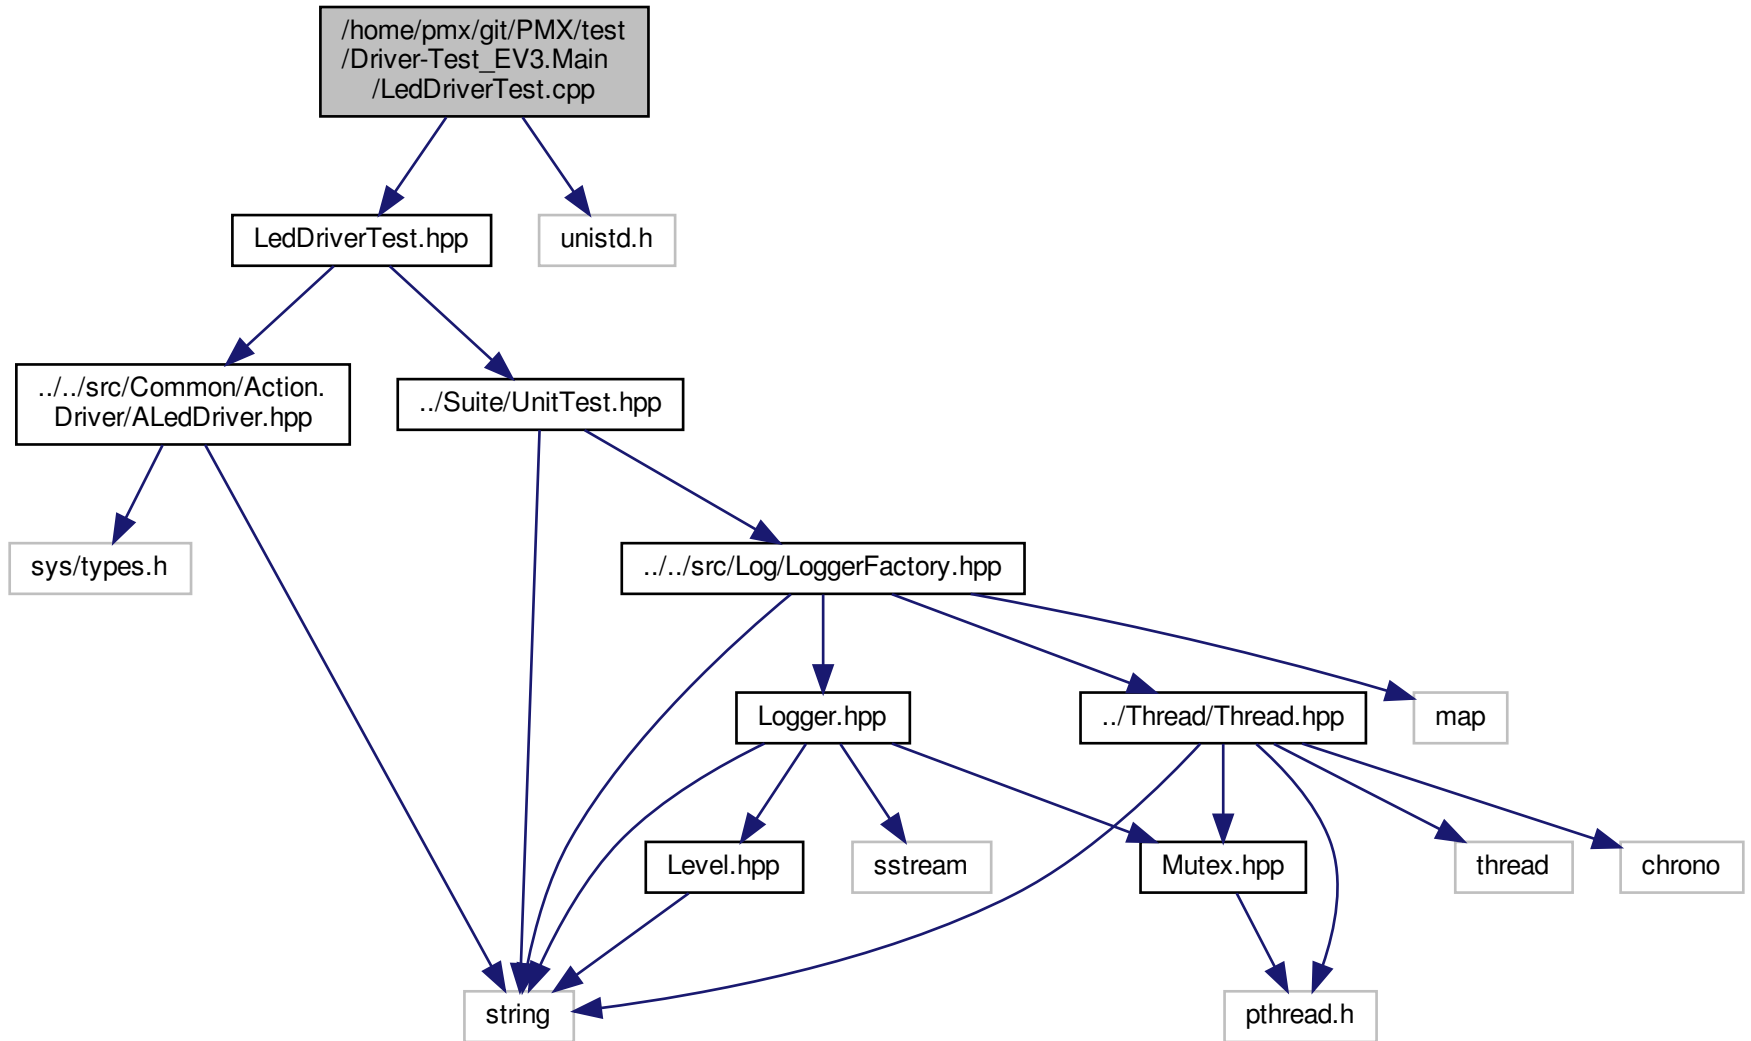 /home/pmx/git/PMX/test
/Driver-Test_EV3.Main
/LedDriverTest.cpp
LedDriverTest.hpp
unistd.h
../../src/Common/Action.
Driver/ALedDriver.hpp
../Suite/UnitTest.hpp
sys/types.h
../../src/Log/LoggerFactory.hpp
Logger.hpp
../Thread/Thread.hpp
map
Level.hpp
sstream
Mutex.hpp
thread
chrono
string
pthread.h